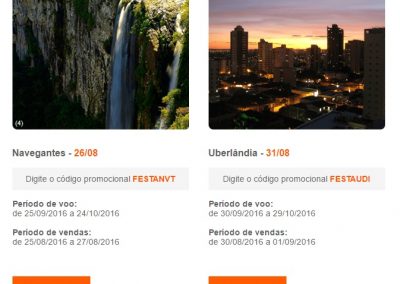 (4)
Navegantes - 26/08
Digite o código promocional FESTANVT
Período de voo:
de 25/09/2016 a 24/10/2016
Período de vendas:
de 25/08/2016 a 27/08/2016
Uberlândia - 31/08
Digite o código promocional FESTAUDI
Período de voo:
de 30/09/2016 a 29/10/2016
Período de vendas:
de 30/08/2016 a 01/09/2016